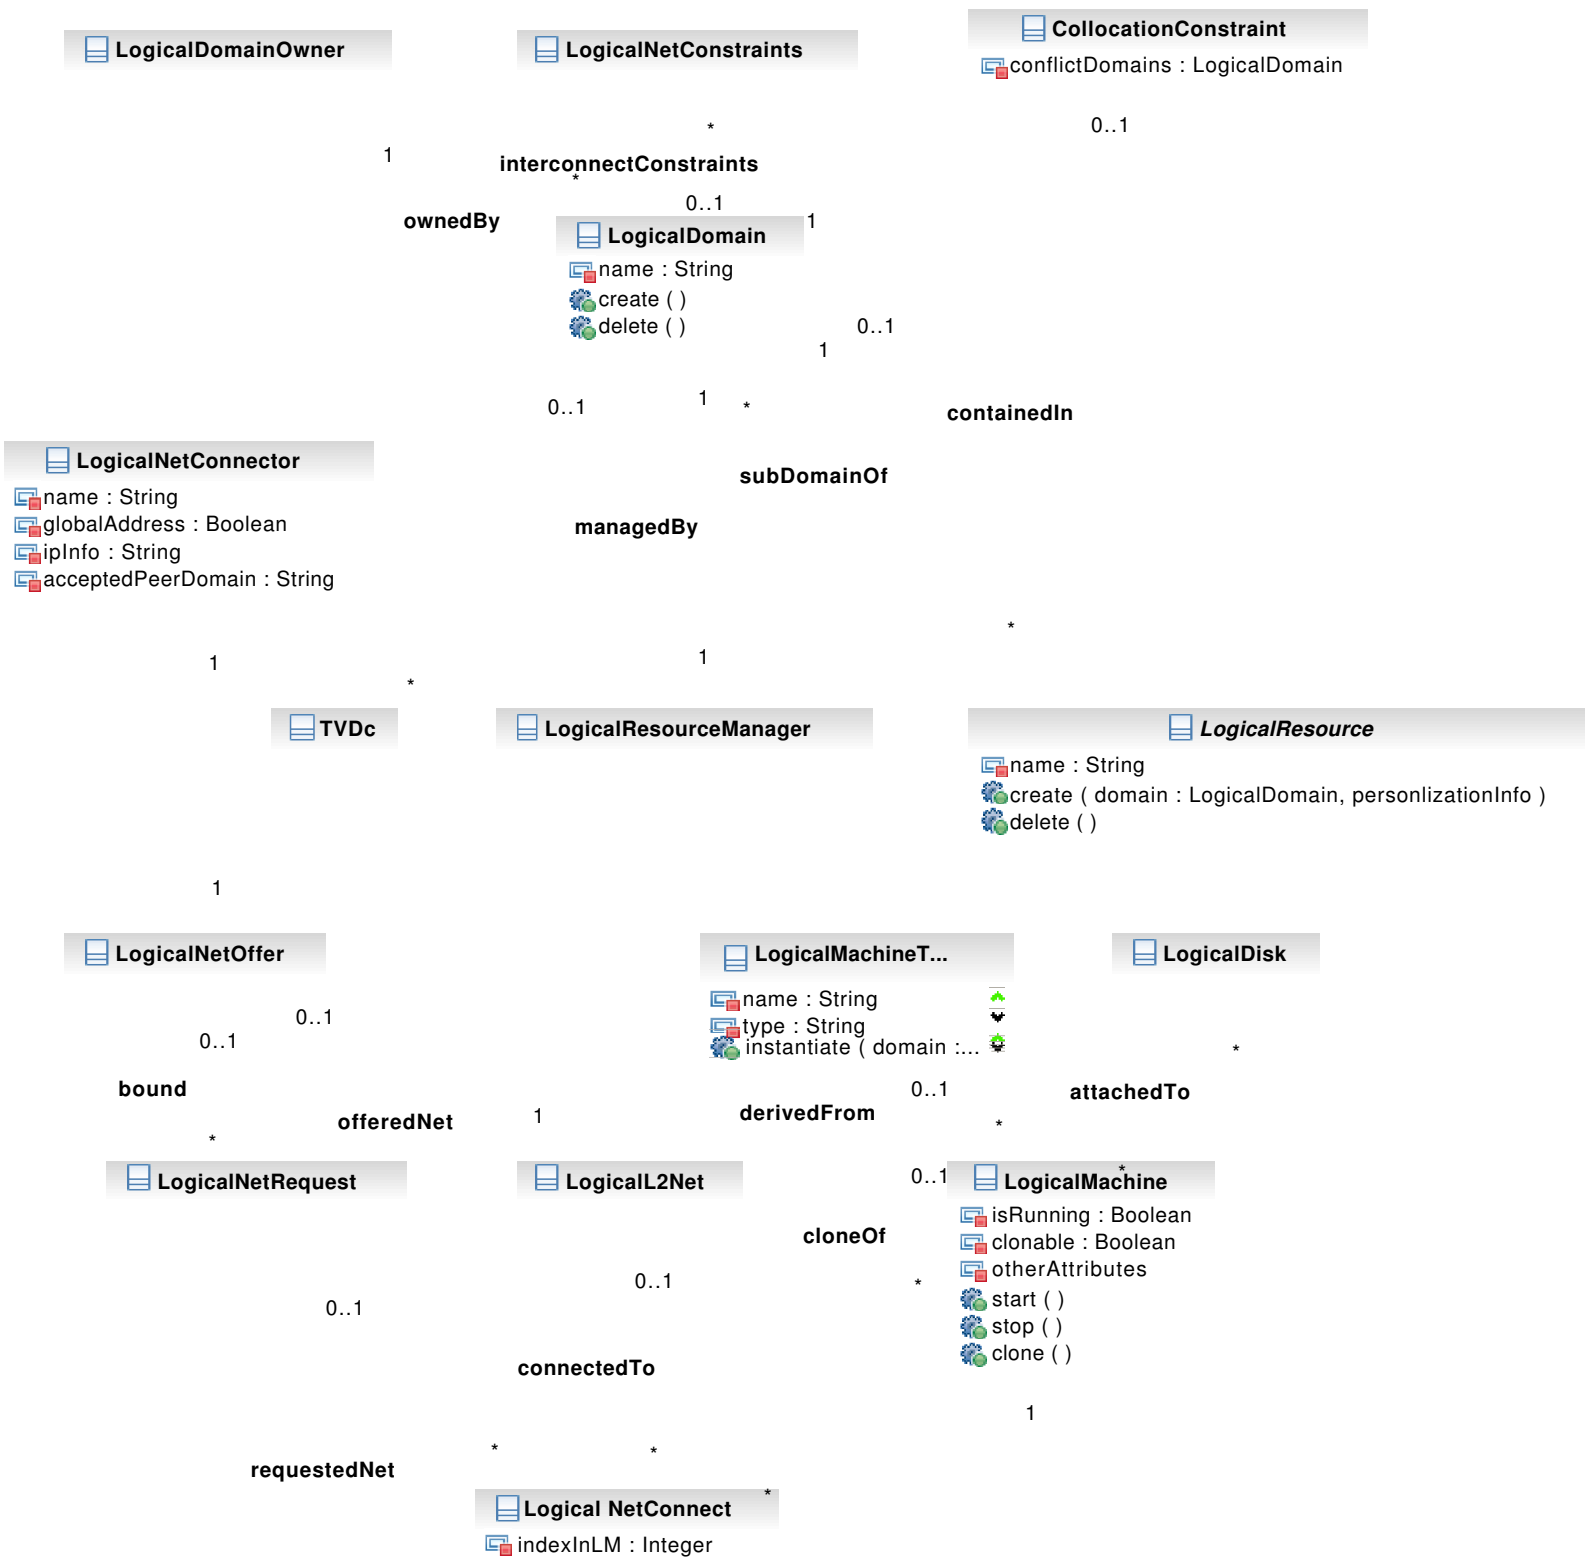 LogicalDomainOwner
LogicalNetConstraints
CollocationConstraint
conflictDomains : LogicalDomain
*
0..1
1
interconnectConstraints
*
0..1
ownedBy
1
LogicalDomain
name : String
create ( )
delete ( )
0..1
1
0..1
1
*
containedIn
LogicalNetConnector
name : String
globalAddress : Boolean
ipInfo : String
acceptedPeerDomain : String
subDomainOf
managedBy
*
1
1
*
TVDc
LogicalResourceManager
LogicalResource
name : String
create ( domain : LogicalDomain, personlizationInfo )
delete ( )
1
LogicalNetOffer
LogicalMachineT...
name : String
type : String
instantiate ( domain :...
LogicalDisk
0..1
0..1
*
bound
0..1
attachedTo
offeredNet
1
derivedFrom
*
*
LogicalNetRequest
LogicalL2Net
0..1
*
LogicalMachine
isRunning : Boolean
clonable : Boolean
otherAttributes
start ( )
stop ( )
clone ( )
cloneOf
0..1
*
0..1
connectedTo
1
*
*
requestedNet
*
Logical NetConnect
indexInLM : Integer